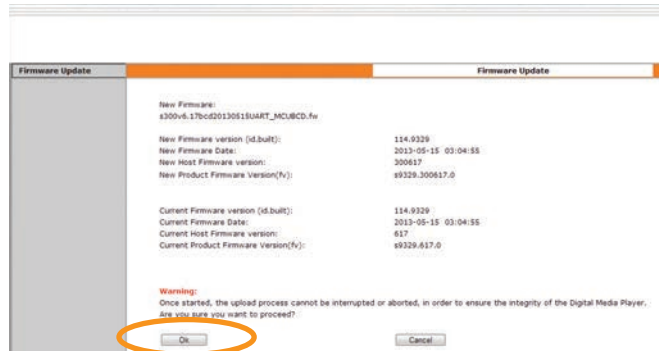 Firmware Update Firmware Update
New Firmware:
s300v6.17bcd20130515UART_MCUBCD.fw
New Firmware version (id.built): 114.9329
New Firmware Date: 2013-05-15 03:04:55
New Host Firmware version: 300617
New Product Firmware Version(fv): s9329.300617.0
Current Firmware version (id.built): 114.9329
Current Firmware Date: 2013-05-15 03:04:55
Current Host Firmware version: 617
Current Product Firmware Version(fv): s9329.617.0
Warning:
Once started, the upload process cannot be interrupted or aborted, in order to ensure the integrity of the Digital Media Player.
Are you sure you want to proceed?
Ok Cancel